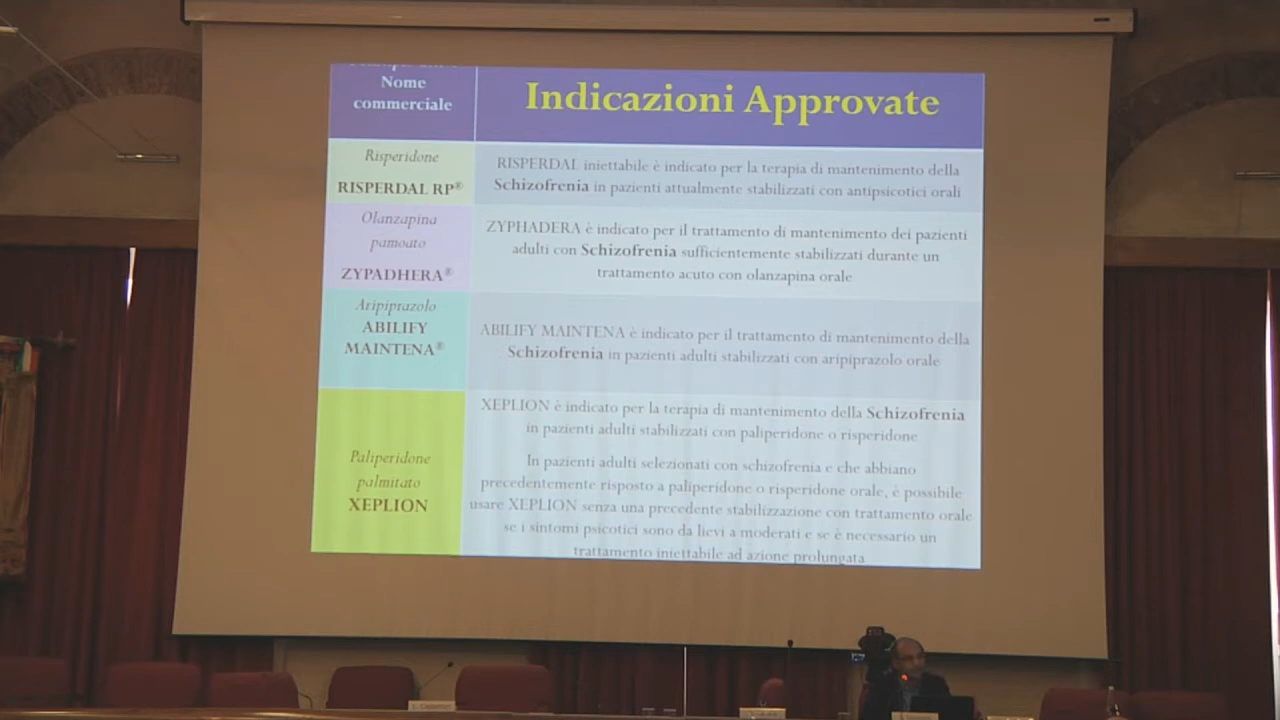 Nome
commerciale
Indicazioni Approvate
Risperidone
RISPERDAL RP®
RISPERDAL iniettabile è indicato per la terapia di mantenimento della
Schizofrenia in pazienti attualmente stabilizzati con antipsicotici orali
Olanzapina
pamoato
ZYPADHERA®
ZYPHADERA è indicato per il trattamento di mantenimento dei pazienti
adulti con Schizofrenia sufficientemente stabilizzati durante un
trattamento acuto con olanzapina orale
Aripiprazolo
ABILIFY
MAINTENA®
ABILIFY MAINTENA è indicato per il trattamento di mantenimento della
Schizofrenia in pazienti adulti stabilizzati con aripiprazolo orale
Paliperidone
palmitato
XEPLION
XEPLION è indicato per la terapia di mantenimento della Schizofrenia
in pazienti adulti stabilizzati con paliperidone o risperidone
In pazienti adulti selezionati con schizofrenia e che abbiano
precedentemente risposto a paliperidone o risperidone orale, è possibile
usare XEPLION senza una precedente stabilizzazione con trattamento orale
se i sintomi psicotici sono da lievi a moderati e se è necessario un
trattamento iniettabile ad azione prolungata